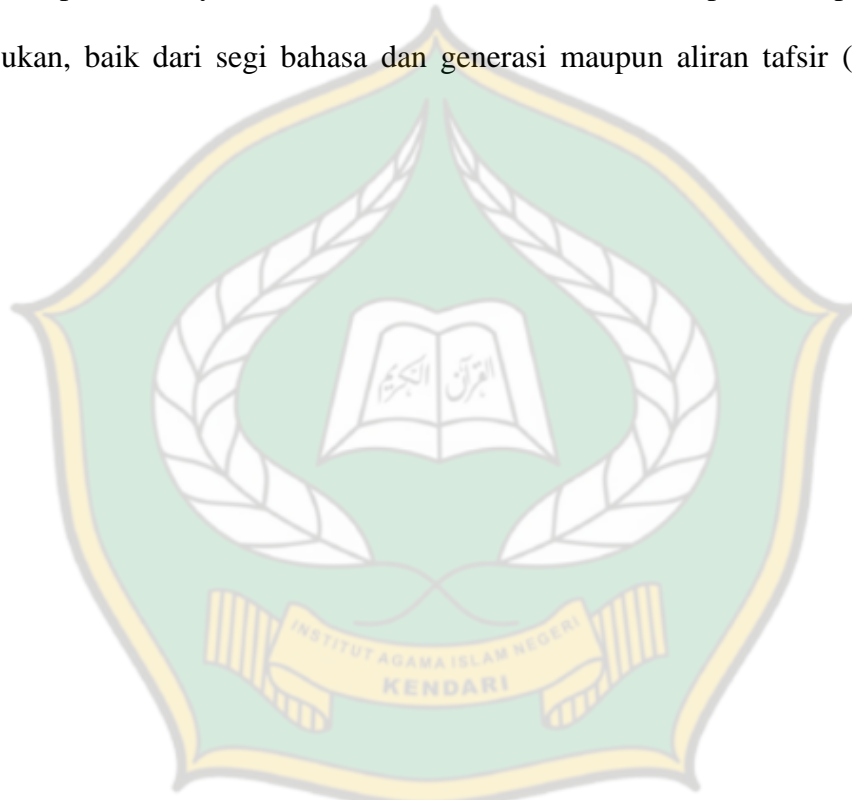 ukan, baik dari segi bahasa dan generasi maupun aliran tafsir (
القرآن الكريم
INSTITUT AGAMA ISLAM NEGERI
KENDARI